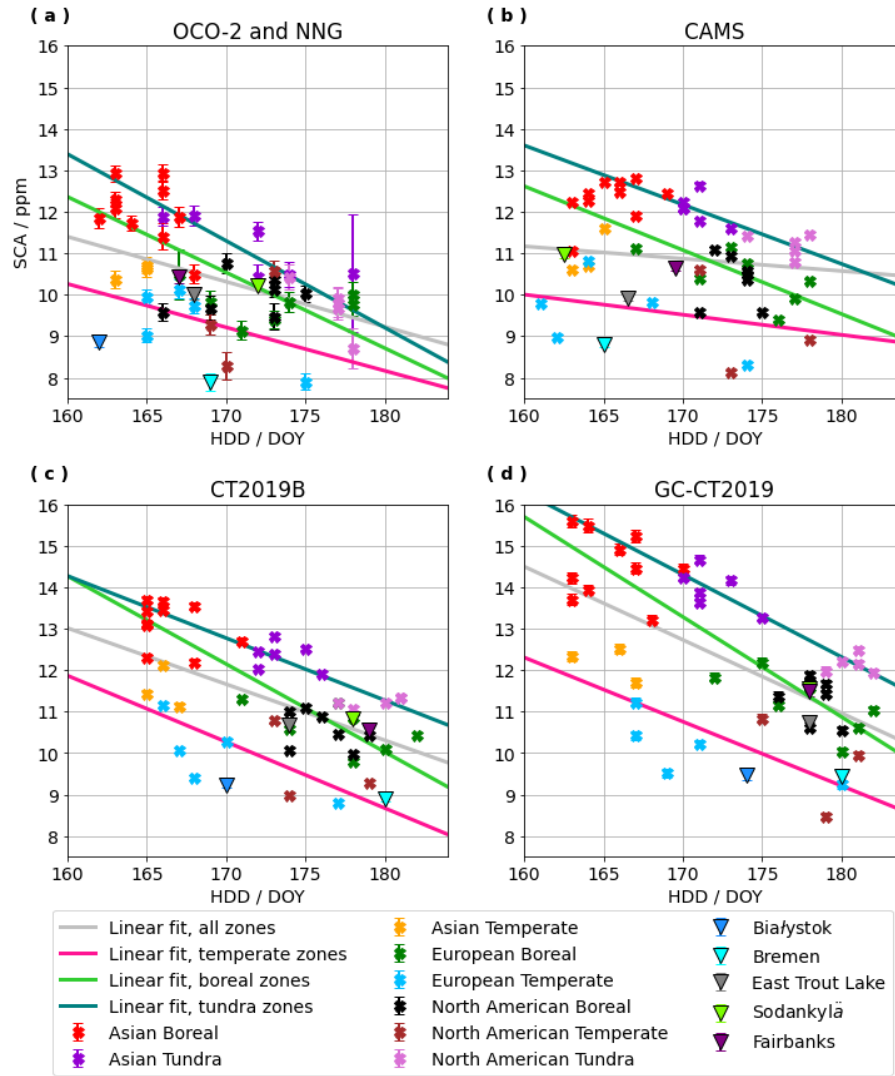 ( a )
( b )
OCO-2 and NNG
CAMS
16
15
14
13
12
11
10
9
8
SCA / ppm
160 165 170 175 180
HDD / DOY
16
15
14
13
12
11
10
9
8
160 165 170 175 180
HDD / DOY
( c )
( d )
CT2019B
GC-CT2019
16
15
14
13
12
11
10
9
8
160 165 170 175 180
HDD / DOY
16
15
14
13
12
11
10
9
8
160 165 170 175 180
HDD / DOY
Linear fit, all zones
Linear fit, temperate zones
Linear fit, boreal zones
Linear fit, tundra zones
Asian Boreal
Asian Tundra
Asian Temperate
European Boreal
European Temperate
North American Boreal
North American Temperate
North American Tundra
Białystok
Bremen
East Trout Lake
Sodankylä
Fairbanks